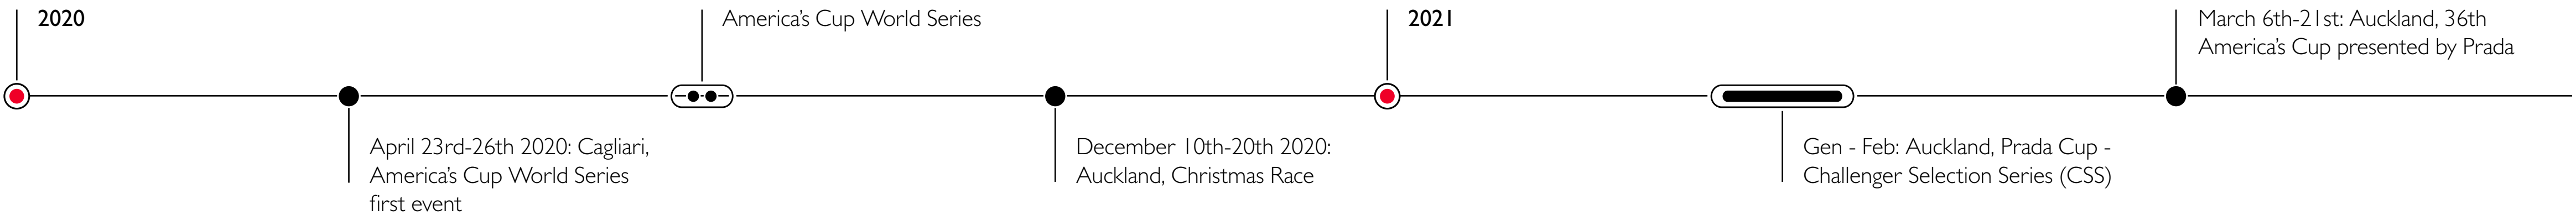 2020
April 23rd-26th 2020: Cagliari,
America’s Cup World Series
first event
America’s Cup World Series
December 10th-20th 2020:
Auckland, Christmas Race
2021
Gen - Feb: Auckland, Prada Cup -
Challenger Selection Series (CSS)
March 6th-21st: Auckland, 36th
America’s Cup presented by Prada